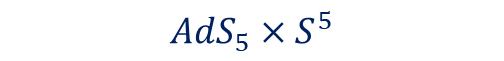 AdS₅ × S⁵